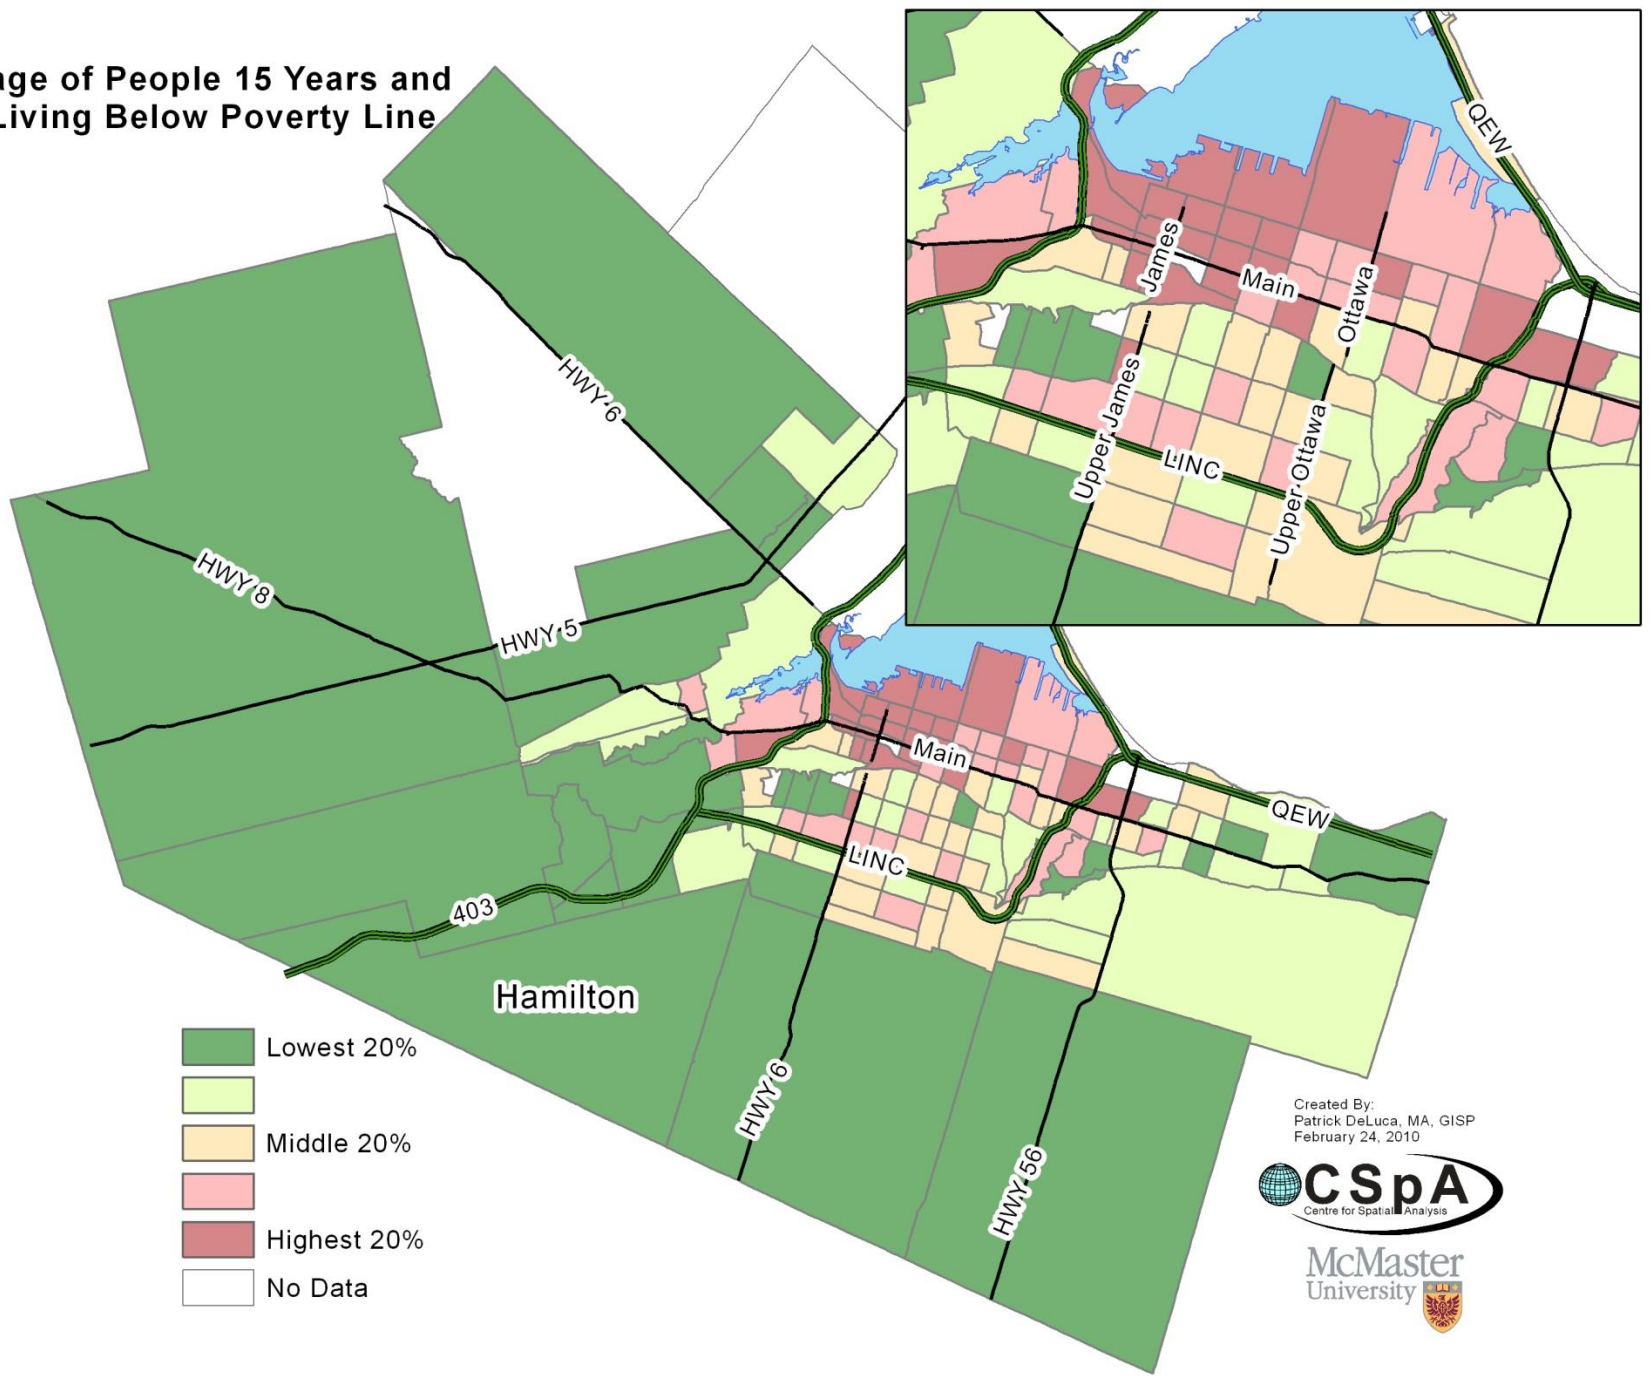 age of People 15 Years and
Living Below Poverty Line
QEW
James
Main
Ottawa
Upper James
LINC
Upper Ottawa
HWY 6
HWY 8
HWY 5
Main
QEW
LINC
403
Hamilton
HWY 6
HWY 56
Lowest 20%
Middle 20%
Highest 20%
No Data
Created By:
Patrick DeLuca, MA, GISP
February 24, 2010
CSpA
Centre for Spatial Analysis
McMaster
University